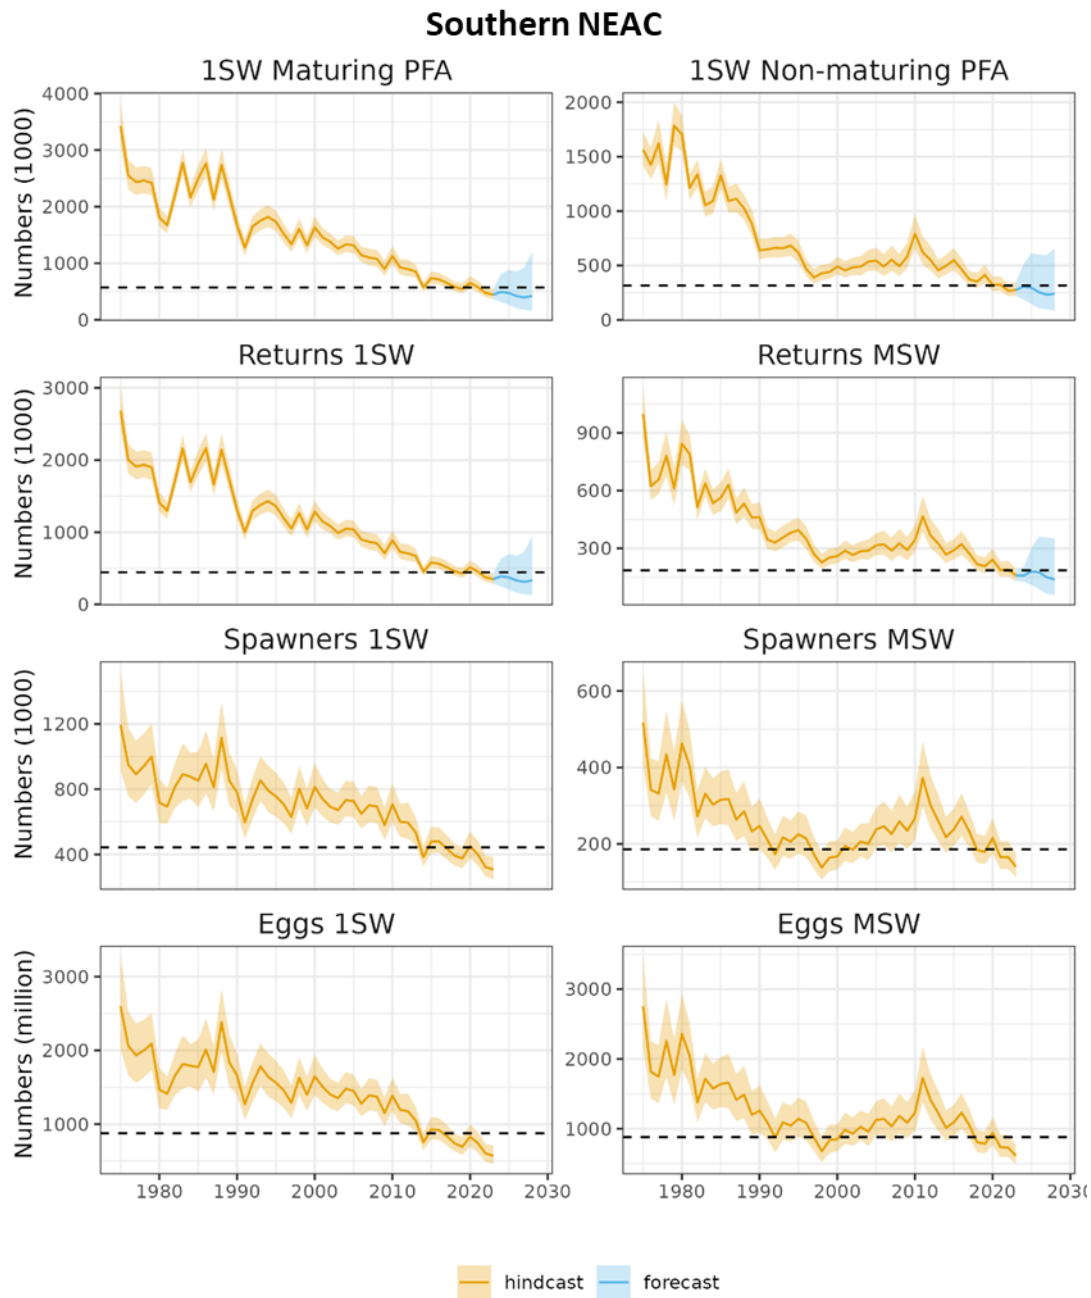 Southern NEAC
1SW Maturing PFA
1SW Non-maturing PFA
Numbers (1000)
4000
3000
2000
1000
0
2000
1500
1000
500
0
Returns 1SW
Returns MSW
Numbers (1000)
3000
2000
1000
0
900
600
300
Spawners 1SW
Spawners MSW
Numbers (1000)
1200
800
400
600
400
200
Eggs 1SW
Eggs MSW
Numbers (million)
3000
2000
1000
3000
2000
1000
1980 1990 2000 2010 2020 2030
1980 1990 2000 2010 2020 2030
hindcast forecast